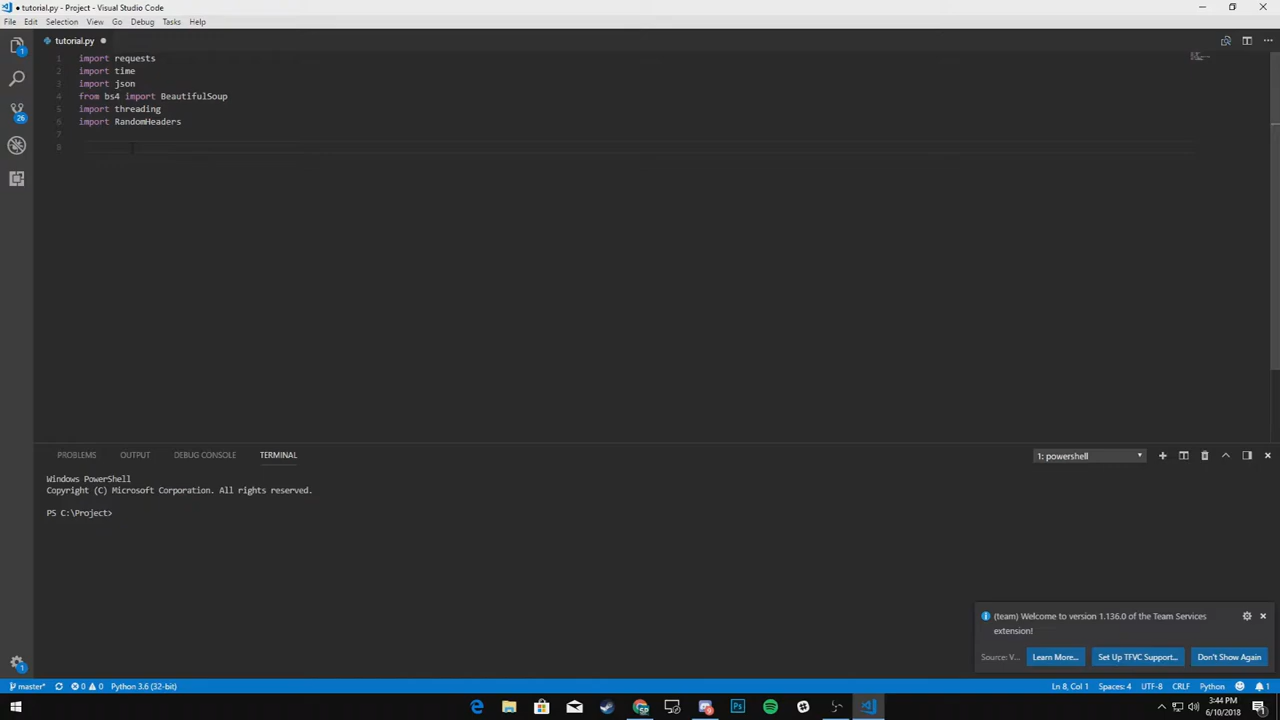 ● tutorial.py - Project - Visual Studio Code
File Edit Selection View Go Debug Tasks Help
tutorial.py ●
1 import requests
2 import time
3 import json
4 from bs4 import BeautifulSoup
5 import threading
6 import RandomHeaders
7
8
1
26
PROBLEMS OUTPUT DEBUG CONSOLE TERMINAL 1: powershell
Windows PowerShell
Copyright (C) Microsoft Corporation. All rights reserved.
PS C:\Project>
(team) Welcome to version 1.136.0 of the Team Services
extension!
Source: V... Learn More... Set Up TFVC Support... Don't Show Again
1
master* 0 0 Python 3.6 (32-bit) Ln 8, Col 1 Spaces: 4 UTF-8 CRLF Python 1
3:44 PM
6/10/2018